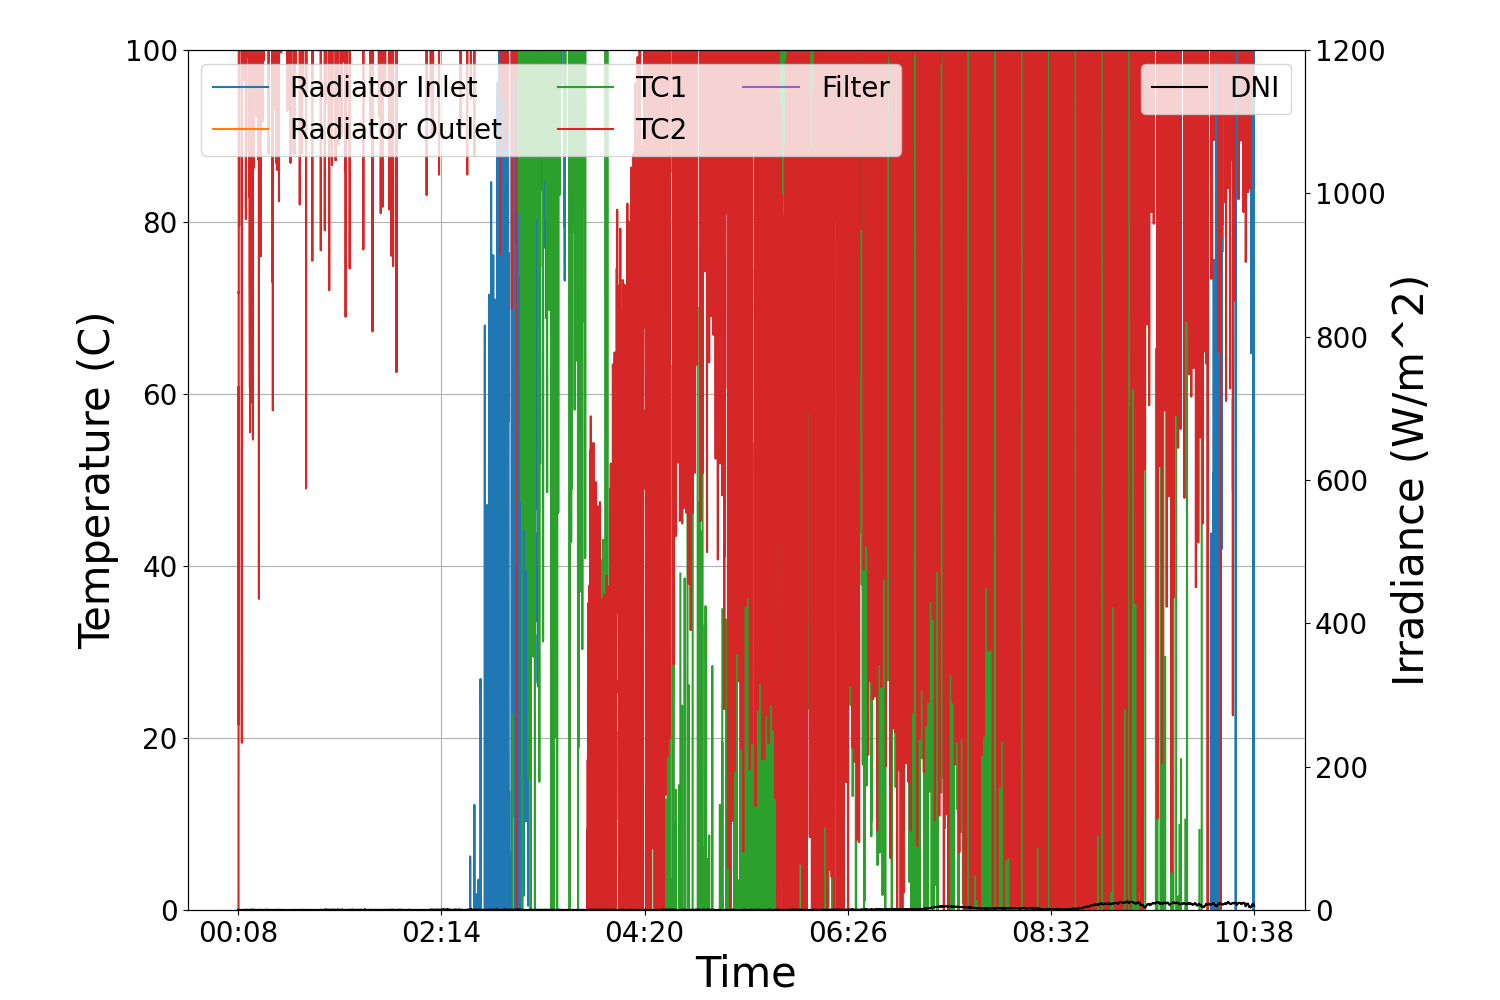 100
80
60
40
20
0
Temperature (C)
Radiator Inlet
Radiator Outlet
TC1
TC2
Filter
DNI
1200
1000
800
600
400
200
0
Irradiance (W/m^2)
00:08
02:14
04:20
06:26
08:32
10:38
Time